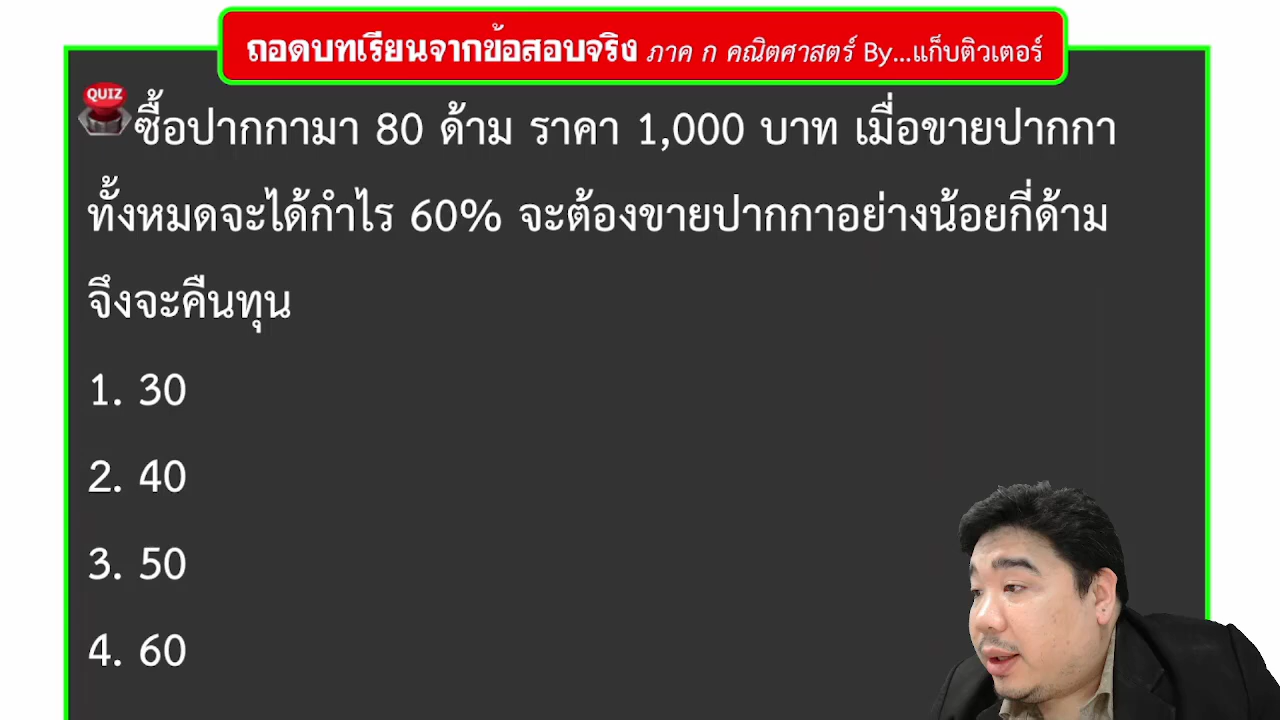 ถอดบทเรียนจากข้อสอบจริง ภาค ก คณิตศาสตร์ By...แก็บติวเตอร์
QUIZ
ซื้อปากกามา 80 ด้าม ราคา 1,000 บาท เมื่อขายปากกา
ทั้งหมดจะได้กำไร 60% จะต้องขายปากกาอย่างน้อยกี่ด้าม
จึงจะคืนทุน
1. 30
2. 40
3. 50
4. 60